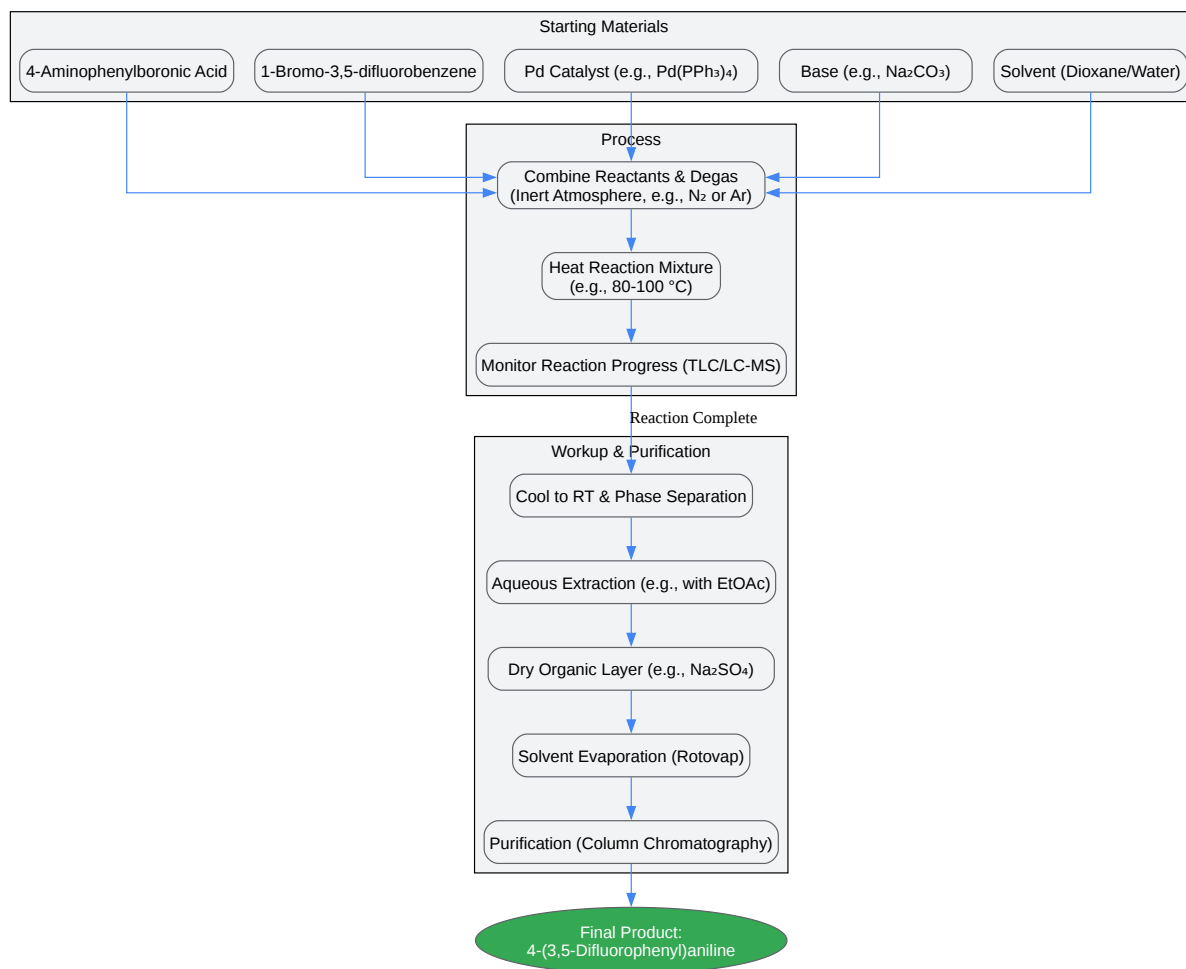 Starting Materials
4-Aminophenylboronic Acid
1-Bromo-3,5-difluorobenzene
Pd Catalyst (e.g., Pd(PPh₃)₄)
Base (e.g., Na₂CO₃)
Solvent (Dioxane/Water)
Process
Combine Reactants & Degas
(Inert Atmosphere, e.g., N₂ or Ar)
Heat Reaction Mixture
(e.g., 80-100 °C)
Monitor Reaction Progress (TLC/LC-MS)
Reaction Complete
Workup & Purification
Cool to RT & Phase Separation
Aqueous Extraction (e.g., with EtOAc)
Dry Organic Layer (e.g., Na₂SO₄)
Solvent Evaporation (Rotovap)
Purification (Column Chromatography)
Final Product:
4-(3,5-Difluorophenyl)aniline